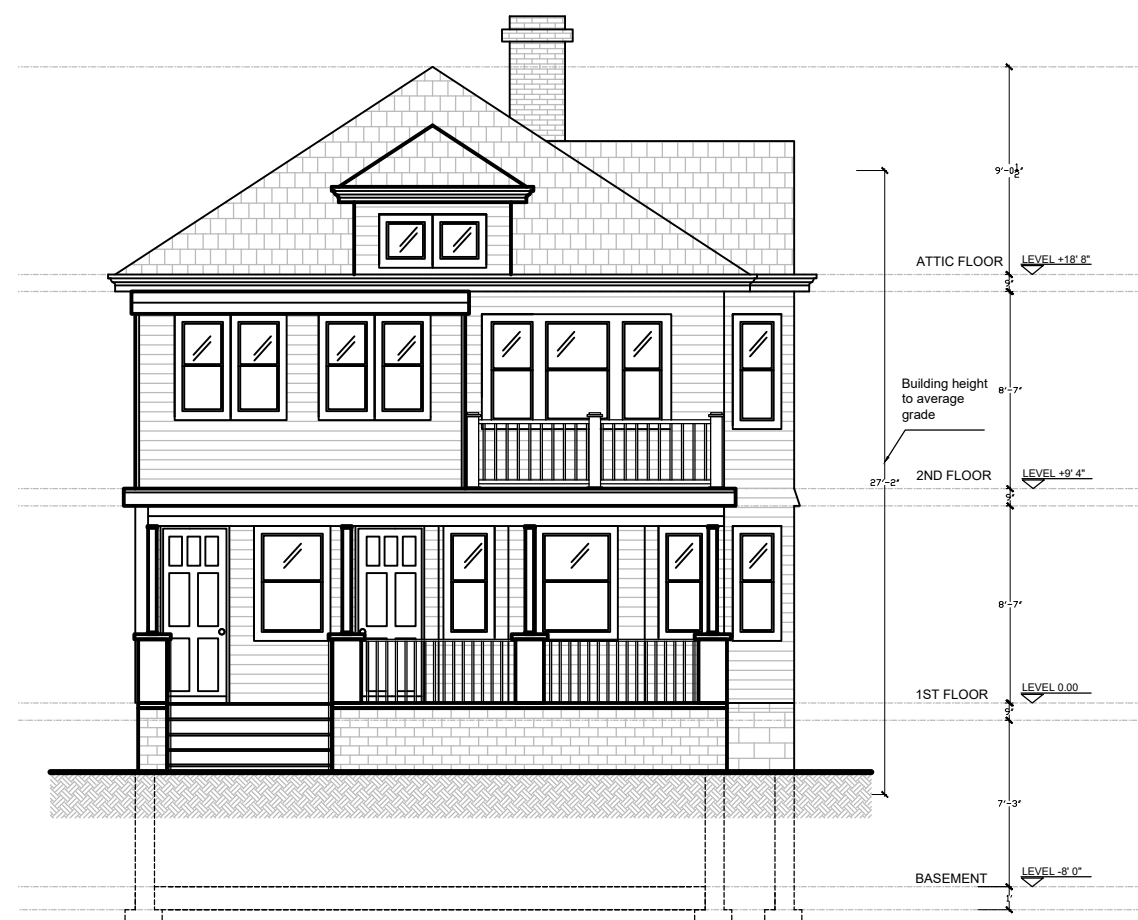 9'-0½"
ATTIC FLOOR LEVEL +18' 8"
9"
Building height
to average
grade
8'-7"
2ND FLOOR LEVEL +9' 4"
27'-2"
9"
8'-7"
1ST FLOOR LEVEL 0.00
9"
7'-3"
BASEMENT LEVEL -8' 0"
1'